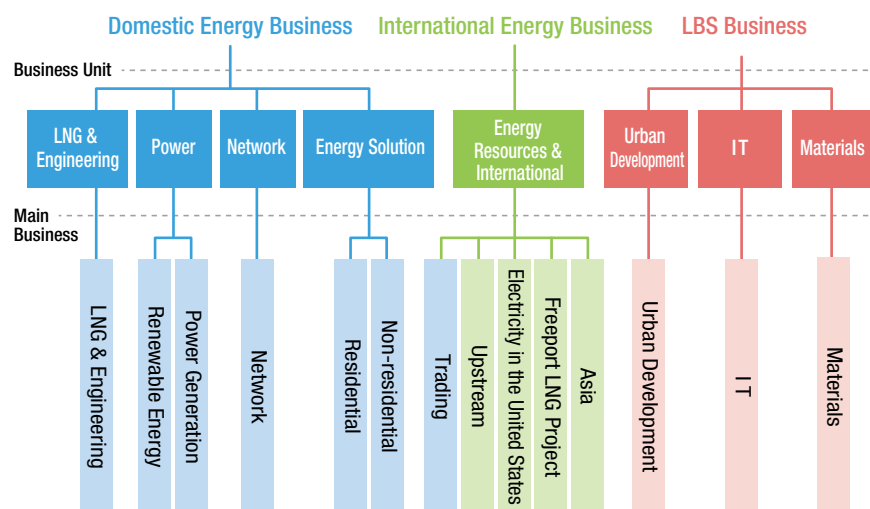 Domestic Energy Business
International Energy Business
LBS Business
Business Unit
LNG &
Engineering
Power
Network
Energy Solution
Energy
Resources &
International
Urban
Development
IT
Materials
Main
Business
LNG & Engineering
Renewable Energy
Power Generation
Network
Residential
Non-residential
Trading
Upstream
Electricity in the United States
Freeport LNG Project
Asia
Urban Development
IT
Materials